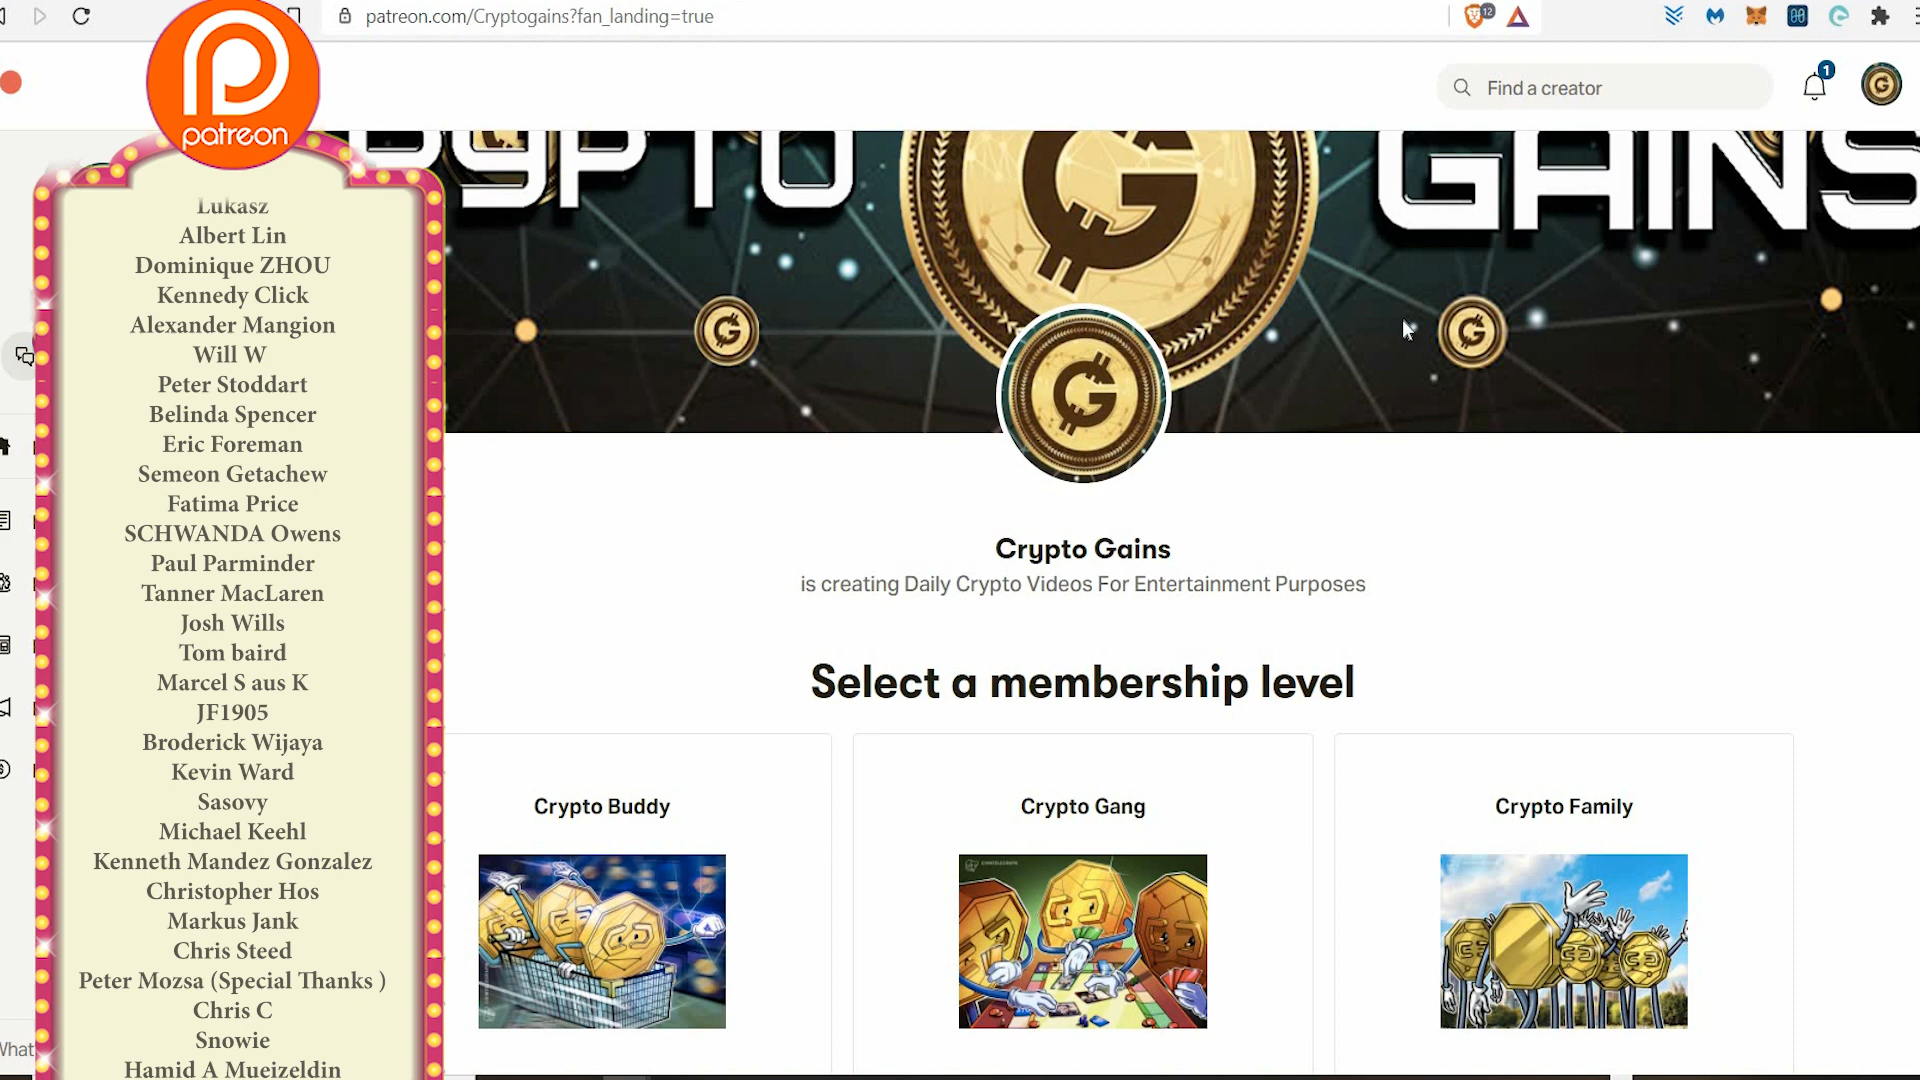 patreon.com/Cryptogains?fan_landing=true
12
Find a creator
1
patreon
CRYPTO GAINS
Lukasz
Albert Lin
Dominique ZHOU
Kennedy Click
Alexander Mangion
Will W
Peter Stoddart
Belinda Spencer
Eric Foreman
Semeon Getachew
Fatima Price
SCHWANDA Owens
Paul Parminder
Tanner MacLaren
Josh Wills
Tom baird
Marcel S aus K
JF1905
Broderick Wijaya
Kevin Ward
Sasovy
Michael Keehl
Kenneth Mandez Gonzalez
Christopher Hos
Markus Jank
Chris Steed
Peter Mozsa (Special Thanks )
Chris C
Snowie
Hamid A Mueizeldin
Crypto Gains
is creating Daily Crypto Videos For Entertainment Purposes
Select a membership level
Crypto Buddy
Crypto Gang
Crypto Family